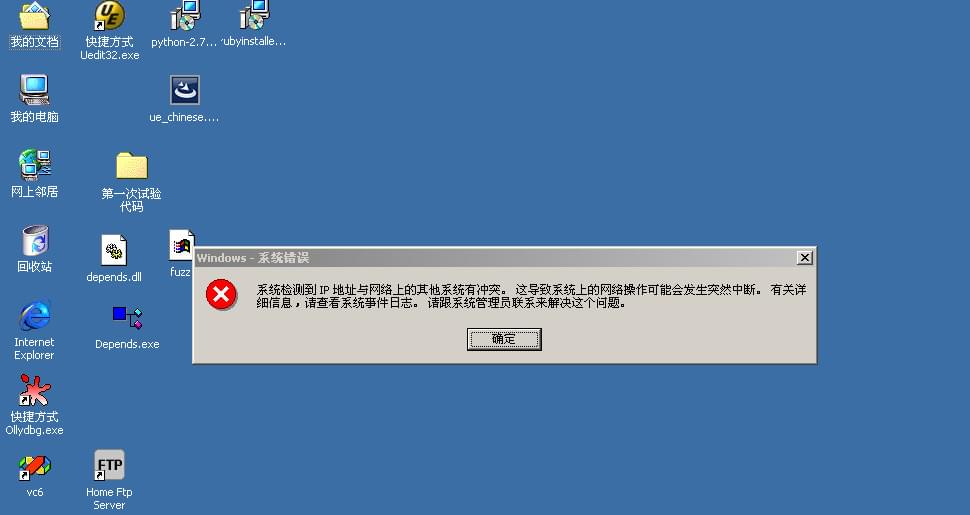 我的文档
快捷方式
Uedit32.exe
python-2.7...
rubyinstalle...
我的电脑
ue_chinese....
网上邻居
第一次试验
代码
回收站
depends.dll
fuzz
Windows - 系统错误
系统检测到 IP 地址与网络上的其他系统有冲突。 这导致系统上的网络操作可能会发生突然中断。 有关详
细信息，请查看系统事件日志。 请跟系统管理员联系来解决这个问题。
确定
Internet
Explorer
Depends.exe
快捷方式
Ollydbg.exe
vc6
FTP
Home Ftp
Server